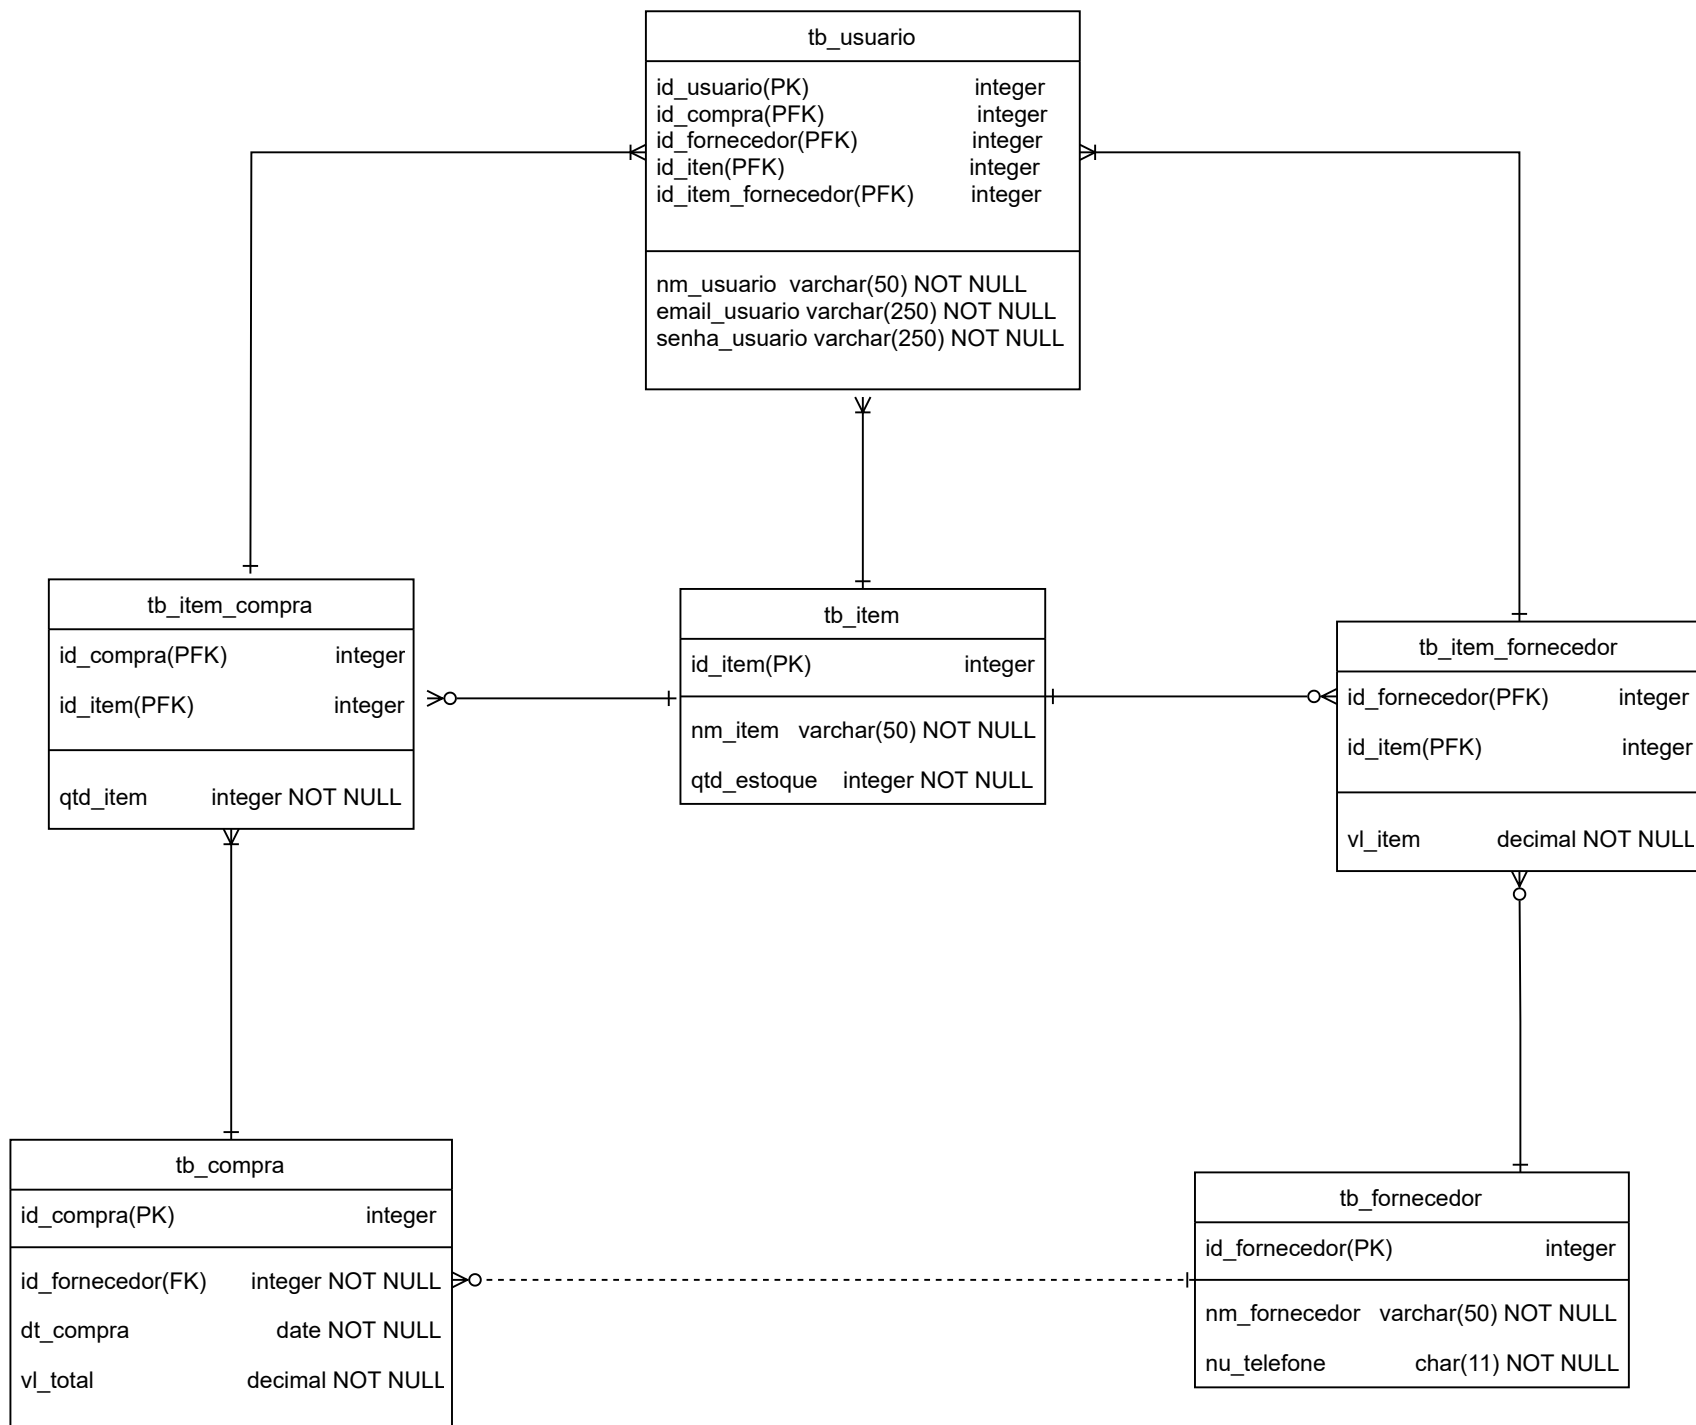 tb_usuario
id_usuario(PK) integer
id_compra(PFK) integer
id_fornecedor(PFK) integer
id_iten(PFK) integer
id_item_fornecedor(PFK) integer
nm_usuario varchar(50) NOT NULL
email_usuario varchar(250) NOT NULL
senha_usuario varchar(250) NOT NULL
tb_item_compra
id_compra(PFK) integer
id_item(PFK) integer
qtd_item integer NOT NULL
tb_item
id_item(PK) integer
nm_item varchar(50) NOT NULL
qtd_estoque integer NOT NULL
tb_item_fornecedor
id_fornecedor(PFK) integer
id_item(PFK) integer
vl_item decimal NOT NULL
tb_compra
id_compra(PK) integer
id_fornecedor(FK) integer NOT NULL
dt_compra date NOT NULL
vl_total decimal NOT NULL
tb_fornecedor
id_fornecedor(PK) integer
nm_fornecedor varchar(50) NOT NULL
nu_telefone char(11) NOT NULL